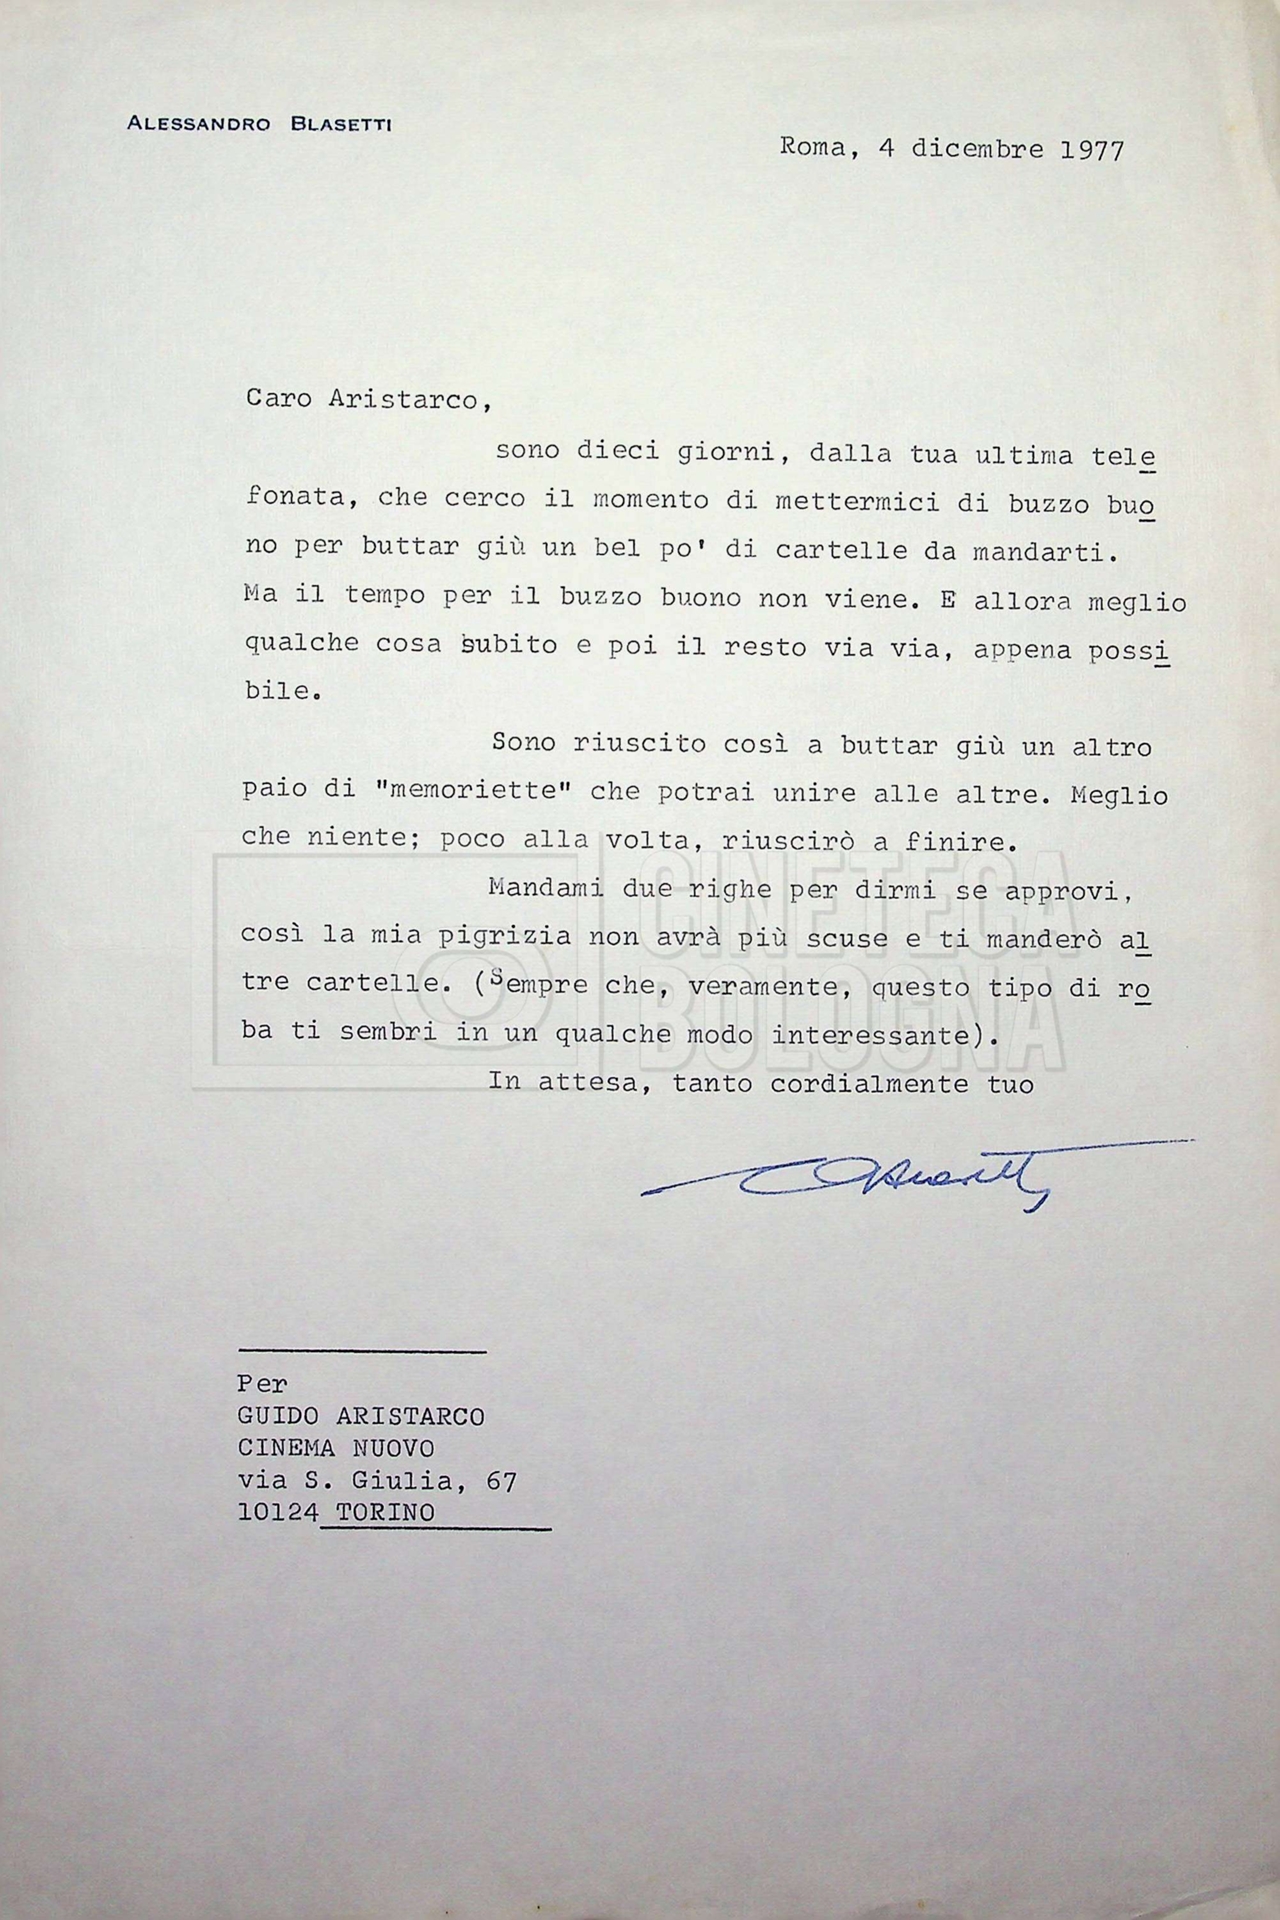 ALESSANDRO BLASETTI
Roma, 4 dicembre 1977
Caro Aristarco,
sono dieci giorni, dalla tua ultima tele
fonata, che cerco il momento di mettermici di buzzo buo
no per buttar giù un bel po' di cartelle da mandarti.
Ma il tempo per il buzzo buono non viene. E allora meglio
qualche cosa subito e poi il resto via via, appena possi
bile.
Sono riuscito così a buttar giù un altro
paio di "memoriette" che potrai unire alle altre. Meglio
che niente; poco alla volta, riuscirò a finire.
Mandami due righe per dirmi se approvi,
così la mia pigrizia non avrà più scuse e ti manderò al
tre cartelle. (Sempre che, veramente, questo tipo di ro
ba ti sembri in un qualche modo interessante).
In attesa, tanto cordialmente tuo
Blasetti
Per
GUIDO ARISTARCO
CINEMA NUOVO
via S. Giulia, 67
10124 TORINO
CINETECA
BOLOGNA